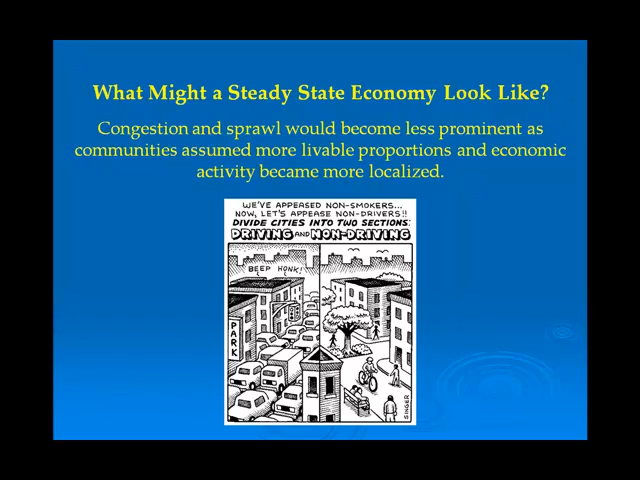 What Might a Steady State Economy Look Like?
Congestion and sprawl would become less prominent as
communities assumed more livable proportions and economic
activity became more localized.
WE'VE APPEASED NON-SMOKERS...
NOW, LET'S APPEASE NON-DRIVERS!!
DIVIDE CITIES INTO TWO SECTIONS:
DRIVING AND NON-DRIVING
BEEP HONK!
PARK
SINGER